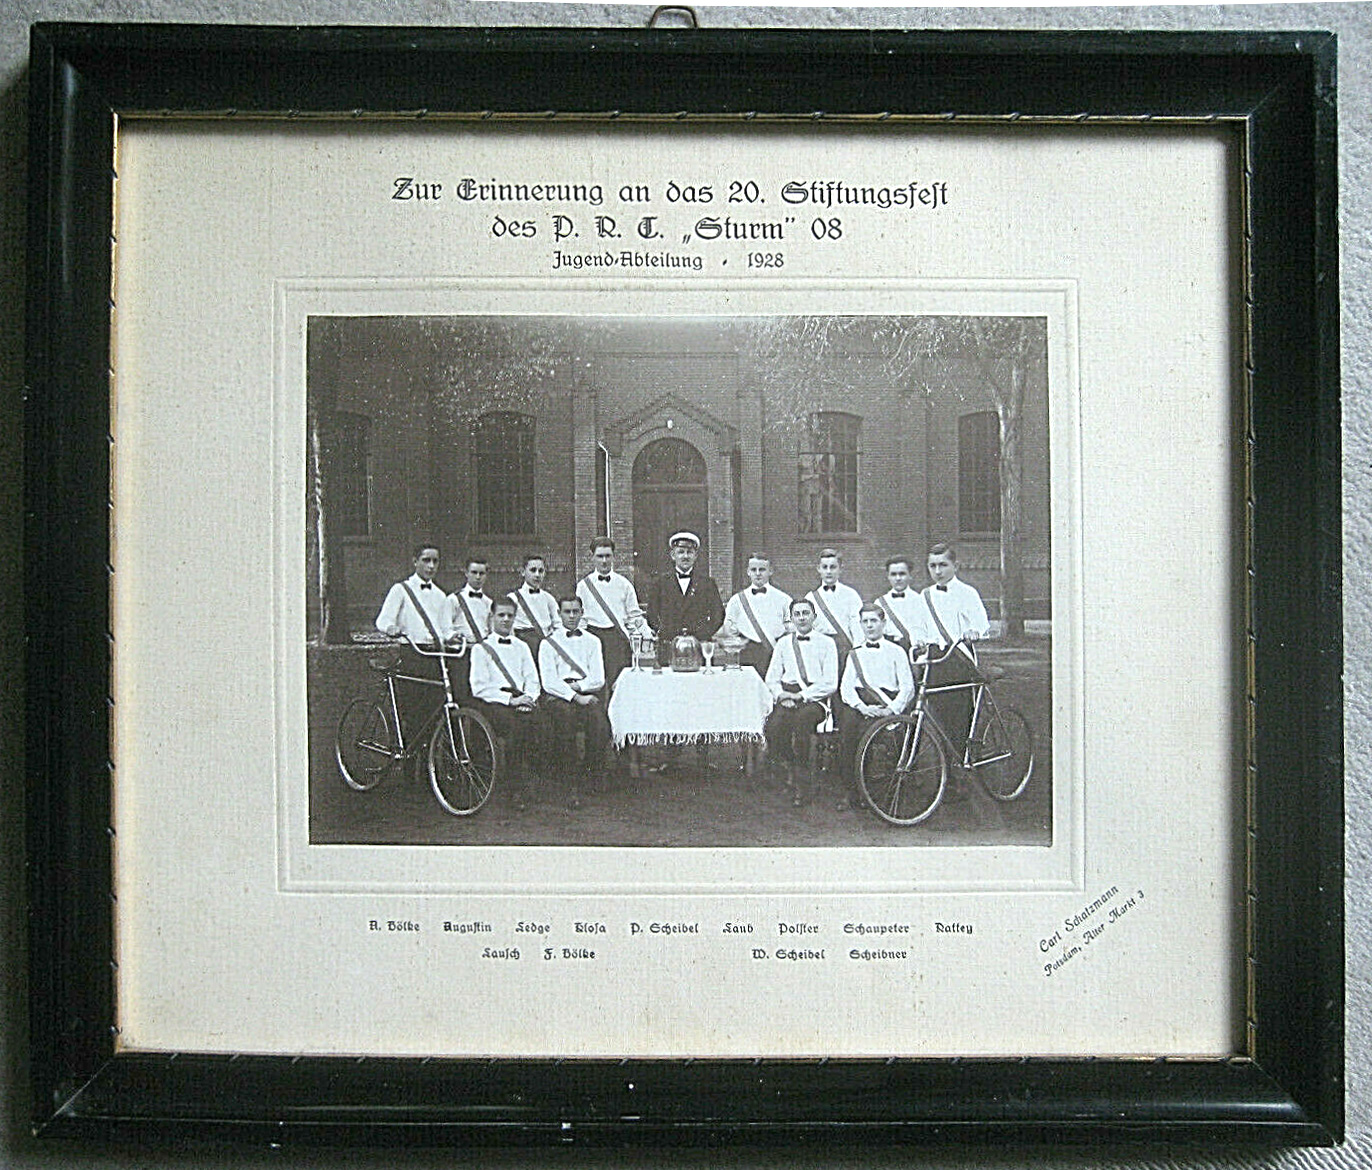 Zur Erinnerung an das 20. Stiftungsfest
des P. R. C. „Sturm” 08
Jugend-Abteilung · 1928
A. Bölke Augustin Ledge Klosa P. Scheibel Laub Polster Schaupeter Rattey
Lausch F. Bölke W. Scheibel Scheibner
Carl Schatzmann
Potsdam, Alter Markt 3